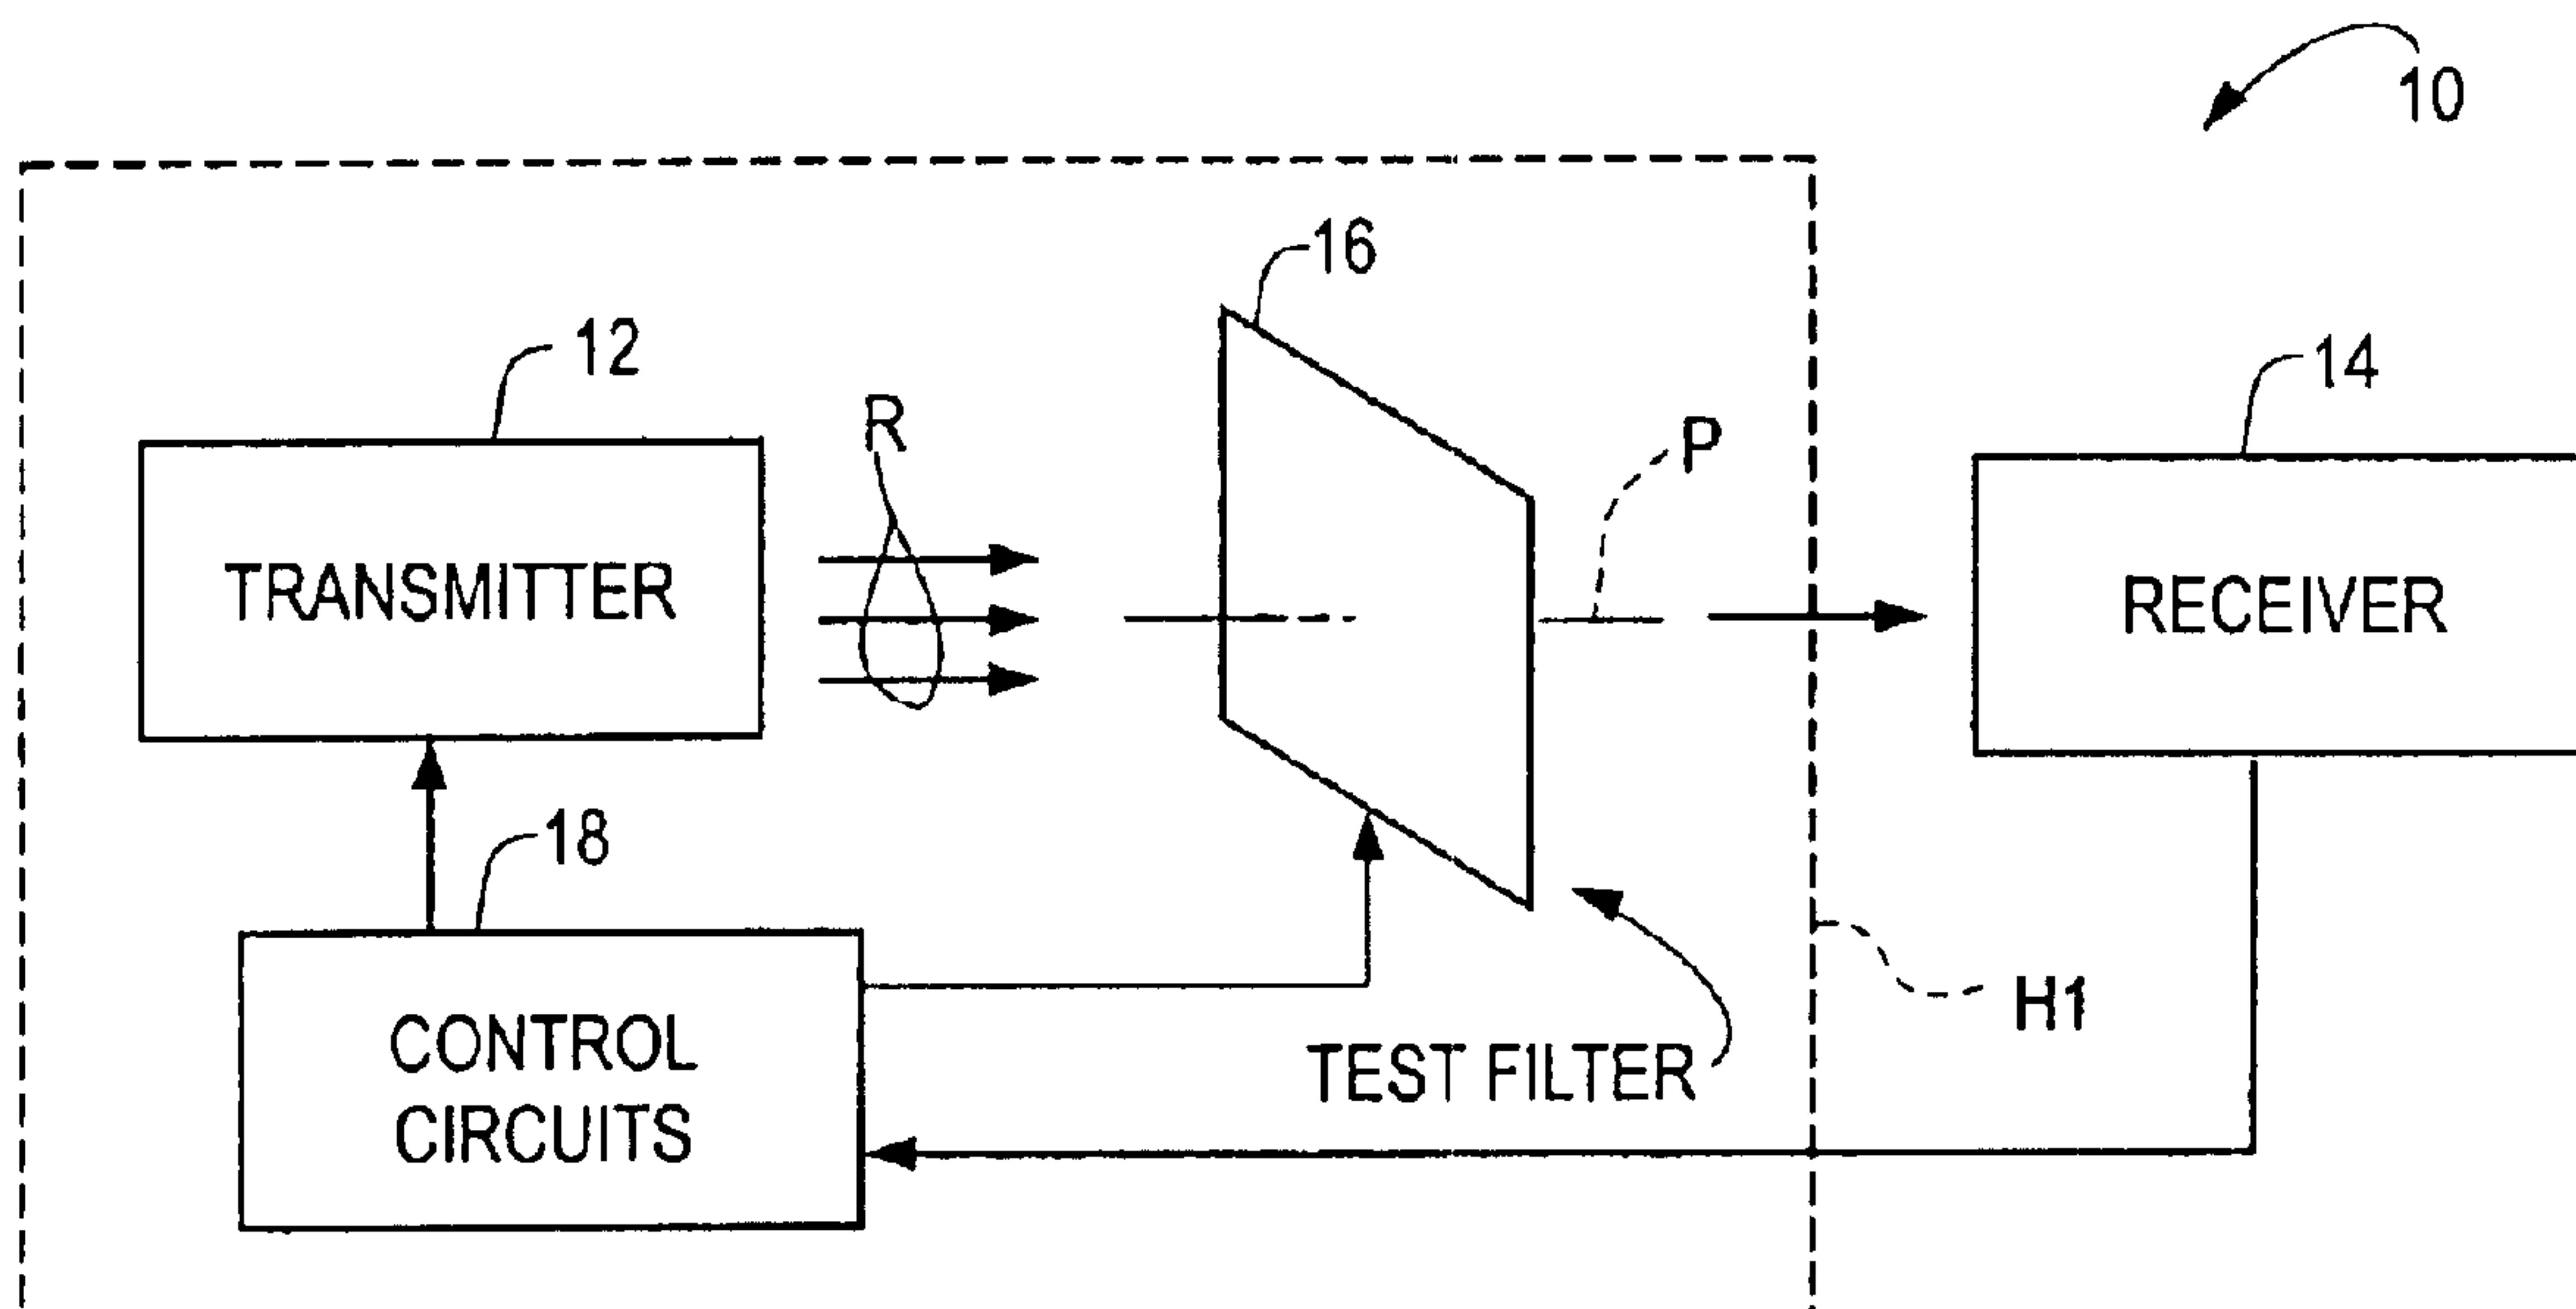 10
16
12
14
R
P
TRANSMITTER
RECEIVER
18
H1
CONTROL
CIRCUITS
TEST FILTER